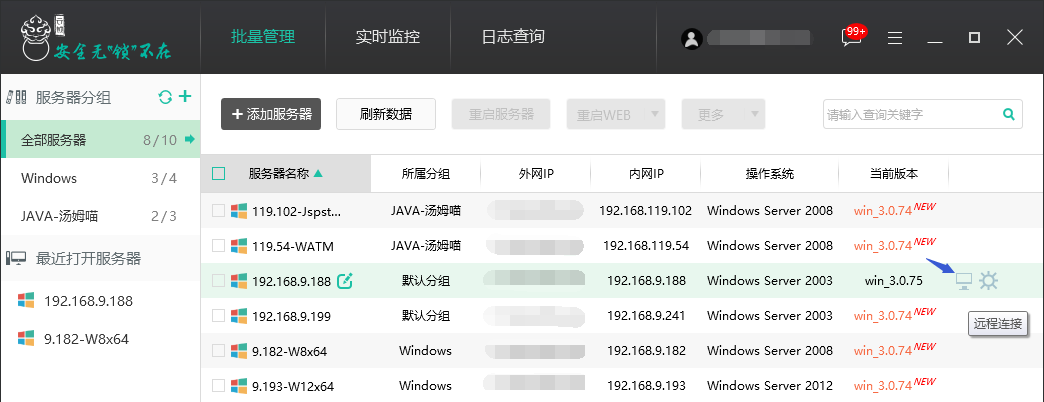 安全无"锁"不在
批量管理 实时监控 日志查询 99+
服务器分组
全部服务器 8/10
Windows 3/4
JAVA-汤姆喵 2/3
最近打开服务器
192.168.9.188
9.182-W8x64
添加服务器 刷新数据 重启服务器 重启WEB 更多 请输入查询关键字
服务器名称 所属分组 外网IP 内网IP 操作系统 当前版本
119.102-Jspst... JAVA-汤姆喵 192.168.119.102 Windows Server 2008 win_3.0.74 NEW
119.54-WATM JAVA-汤姆喵 192.168.119.54 Windows Server 2008 win_3.0.74 NEW
192.168.9.188 默认分组 192.168.9.188 Windows Server 2003 win_3.0.75
192.168.9.199 默认分组 192.168.9.241 Windows Server 2003 win_3.0.74 NEW
远程连接
9.182-W8x64 Windows 192.168.9.182 Windows Server 2008 win_3.0.74 NEW
9.193-W12x64 Windows 192.168.9.193 Windows Server 2012 win_3.0.74 NEW